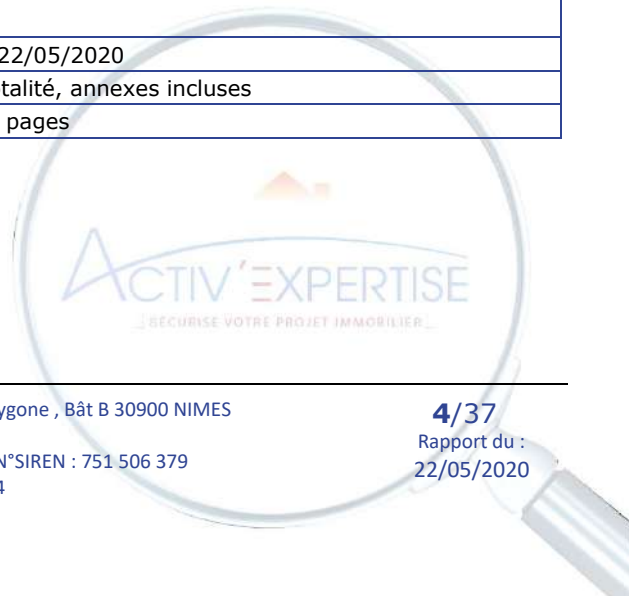 22/05/2020
talité, annexes incluses
pages
ACTIV'EXPERTISE
SÉCURISE VOTRE PROJET IMMOBILIER
ygone , Bât B 30900 NIMES
4/37
Rapport du :
N°SIREN : 751 506 379
22/05/2020
4